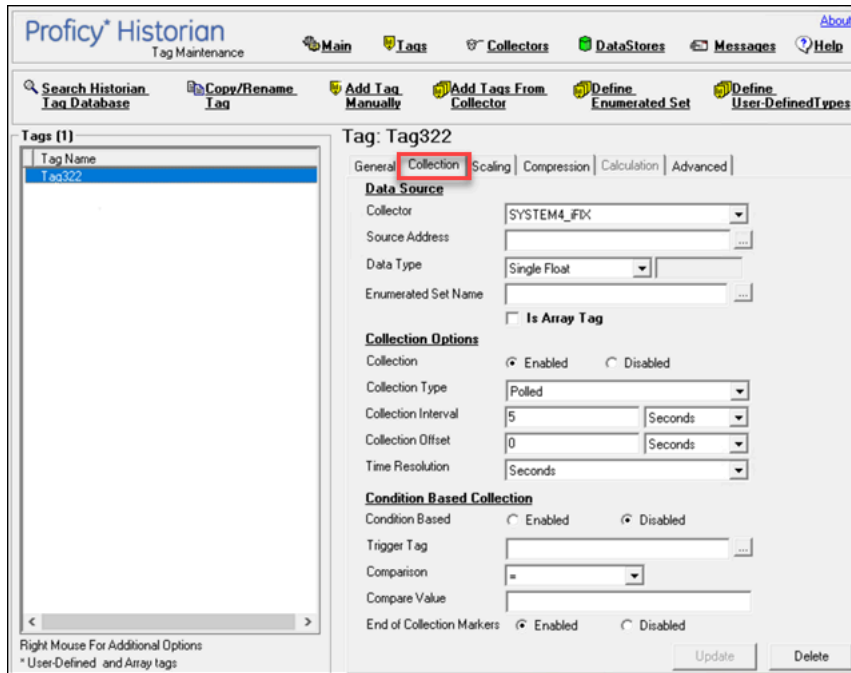 Proficy* Historian
Tag Maintenance
Main
Tags
Collectors
DataStores
Messages
About
Help
Search Historian Tag Database
Copy/Rename Tag
Add Tag Manually
Add Tags From Collector
Define Enumerated Set
Define User-DefinedTypes
Tags (1)
Tag Name
Tag322
Right Mouse For Additional Options
* User-Defined and Array tags
Tag: Tag322
General Collection Scaling Compression Calculation Advanced
Data Source
Collector SYSTEM4_iFIX
Source Address ...
Data Type Single Float
Enumerated Set Name ...
Is Array Tag
Collection Options
Collection Enabled Disabled
Collection Type Polled
Collection Interval 5 Seconds
Collection Offset 0 Seconds
Time Resolution Seconds
Condition Based Collection
Condition Based Enabled Disabled
Trigger Tag ...
Comparison =
Compare Value
End of Collection Markers Enabled Disabled
Update Delete